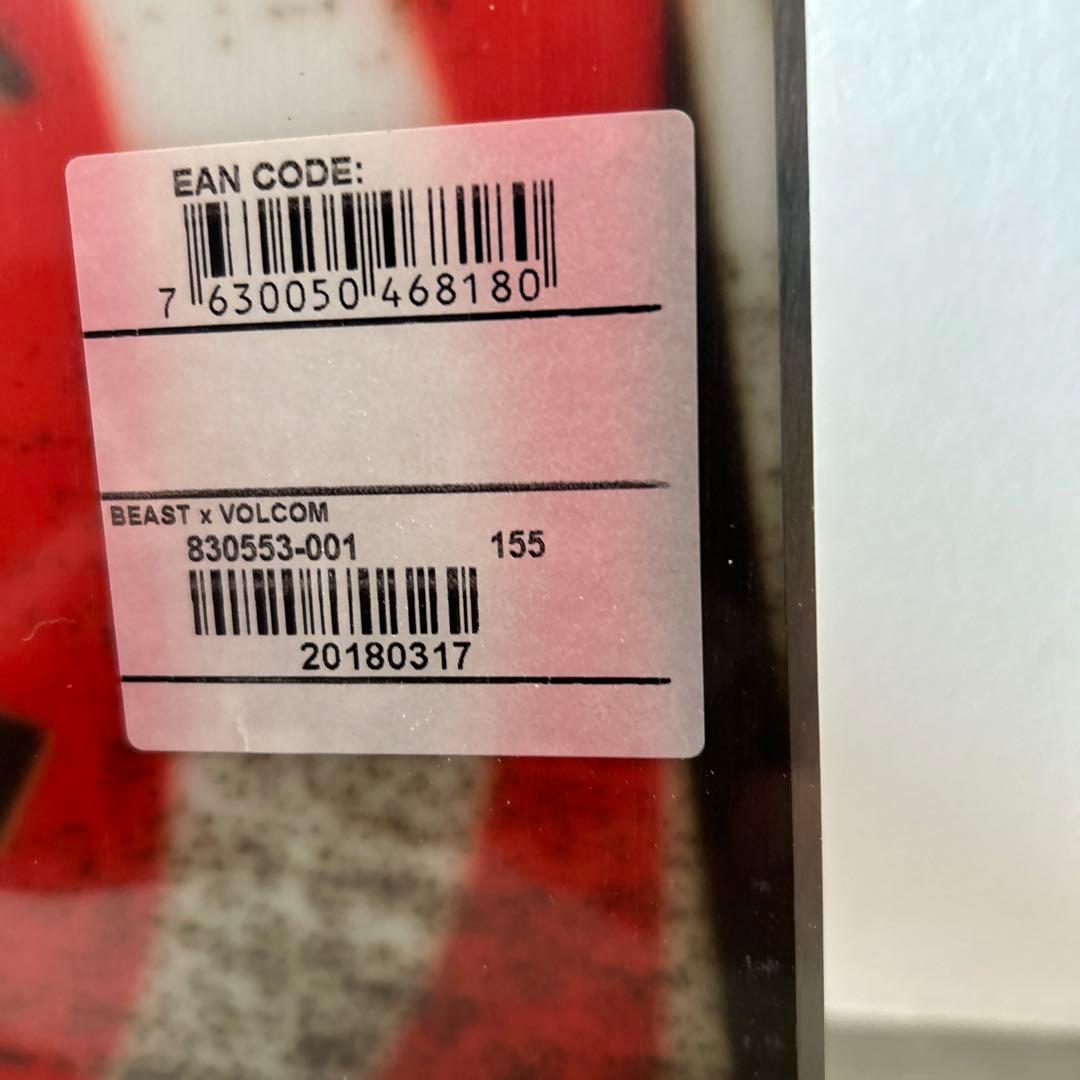 EAN CODE:
7 630050 468180
BEAST x VOLCOM
830553-001 155
20180317